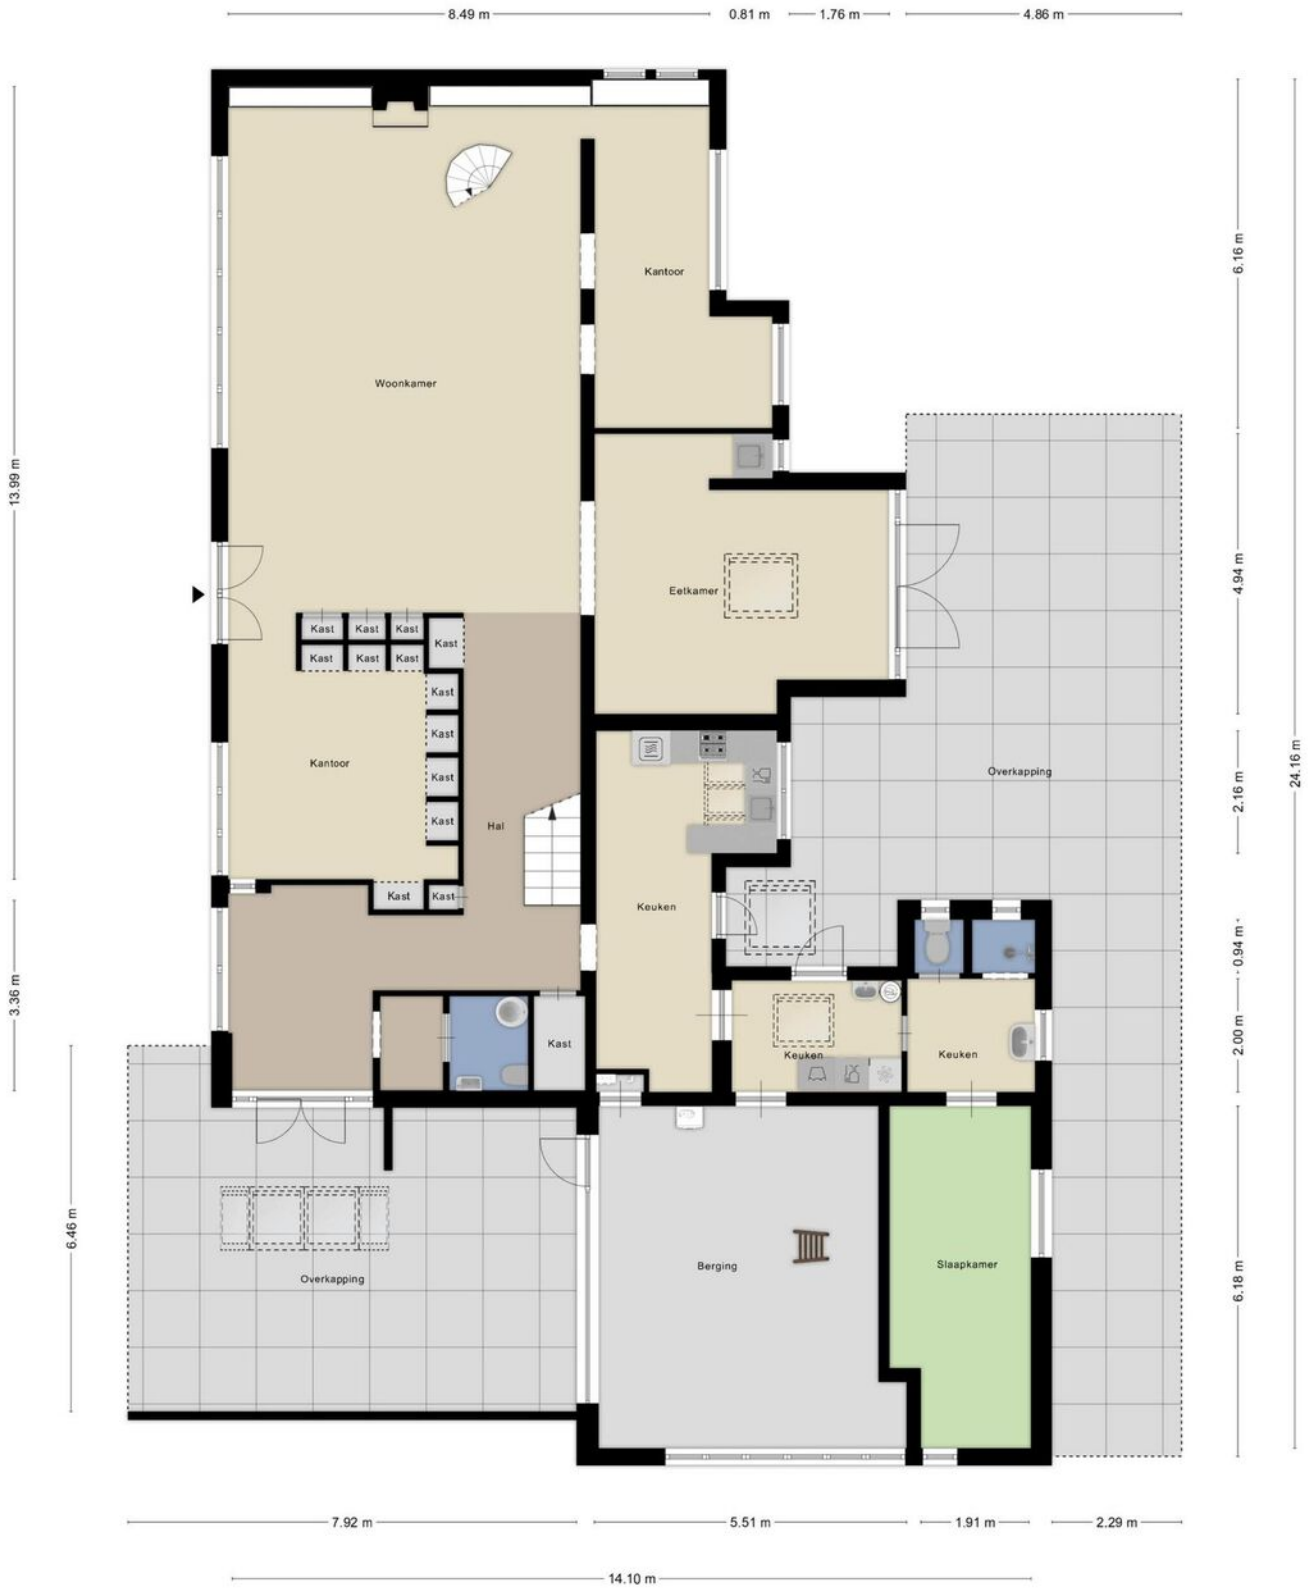 8.49 m
0.81 m
1.76 m
4.86 m
13.99 m
6.16 m
Kantoor
Woonkamer
4.94 m
Eetkamer
Kast
Kast
Kast
Kast
Kast
Kast
Kast
Kast
Kast
Kantoor
Kast
Kast
Hal
Overkapping
24.16 m
2.16 m
Kast
Kast
Keuken
0.94 m
3.36 m
Kast
Keuken
Keuken
2.00 m
6.46 m
Overkapping
Berging
Slaapkamer
6.18 m
7.92 m
5.51 m
1.91 m
2.29 m
14.10 m